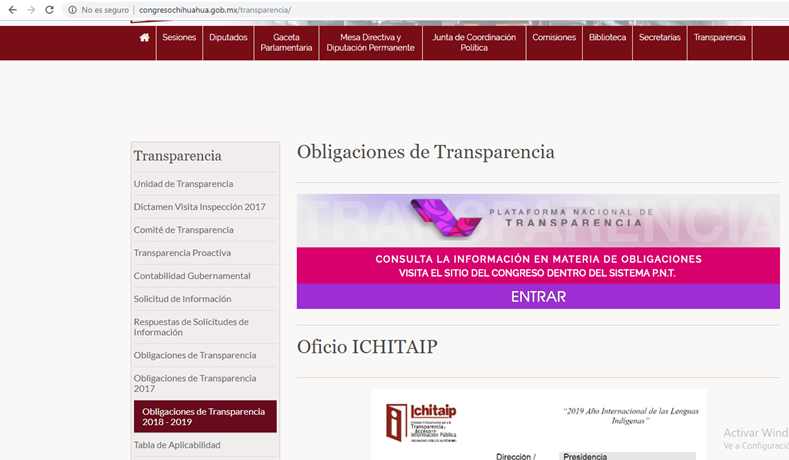 No es seguro | congresochihuahua.gob.mx/transparencia/
Sesiones
Diputados
Gaceta
Parlamentaria
Mesa Directiva y
Diputación Permanente
Junta de Coordinación
Política
Comisiones
Biblioteca
Secretarías
Transparencia
Transparencia
Unidad de Transparencia
Dictamen Visita Inspección 2017
Comité de Transparencia
Transparencia Proactiva
Contabilidad Gubernamental
Solicitud de Información
Respuestas de Solicitudes de
Información
Obligaciones de Transparencia
Obligaciones de Transparencia
2017
Obligaciones de Transparencia
2018 - 2019
Tabla de Aplicabilidad
Obligaciones de Transparencia
TRANSPARENCIA
PLATAFORMA NACIONAL DE
TRANSPARENCIA
CONSULTA LA INFORMACIÓN EN MATERIA DE OBLIGACIONES
VISITA EL SITIO DEL CONGRESO DENTRO DEL SISTEMA P.N.T.
ENTRAR
Oficio ICHITAIP
Ichitaip
Instituto Chihuahuense para la
Transparencia y
Acceso a la
Información Pública
ORGANISMO PÚBLICO AUTÓNOMO
“2019 Año Internacional de las Lenguas
Indígenas”
Dirección /
Presidencia
Activar Wind
Ve a Configuració